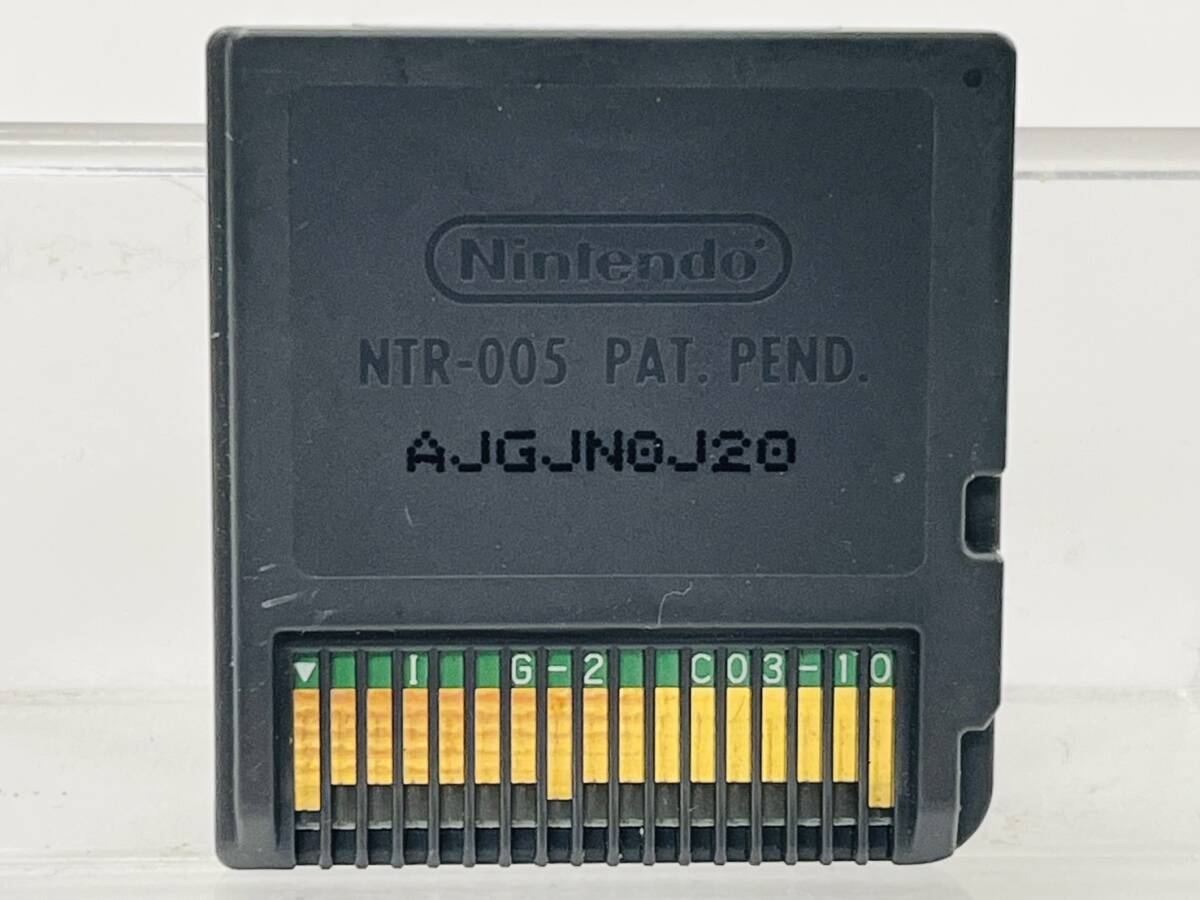 Nintendo
NTR-005 PAT. PEND.
AJGJN0J20
▼ I G-2 C03-10